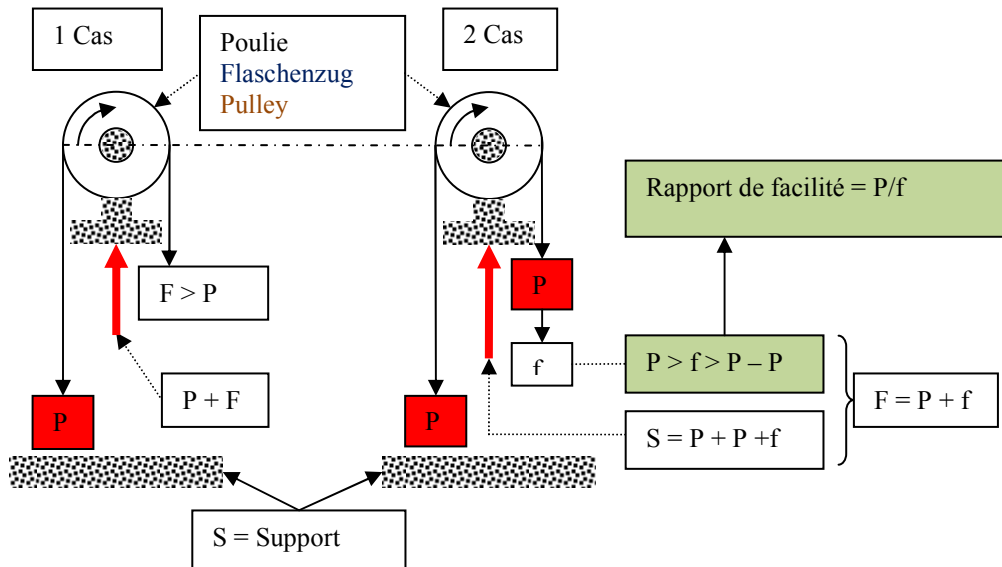 1 Cas
Poulie
Flaschenzug
Pulley
2 Cas
Rapport de facilité = P/f
F > P
P
f
P > f > P – P
F = P + f
P + F
P
P
S = P + P +f
S = Support